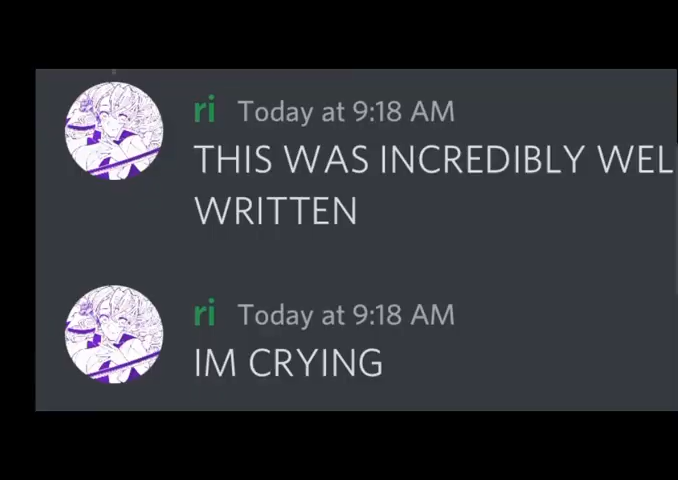 ri Today at 9:18 AM
THIS WAS INCREDIBLY WEL
WRITTEN
ri Today at 9:18 AM
IM CRYING